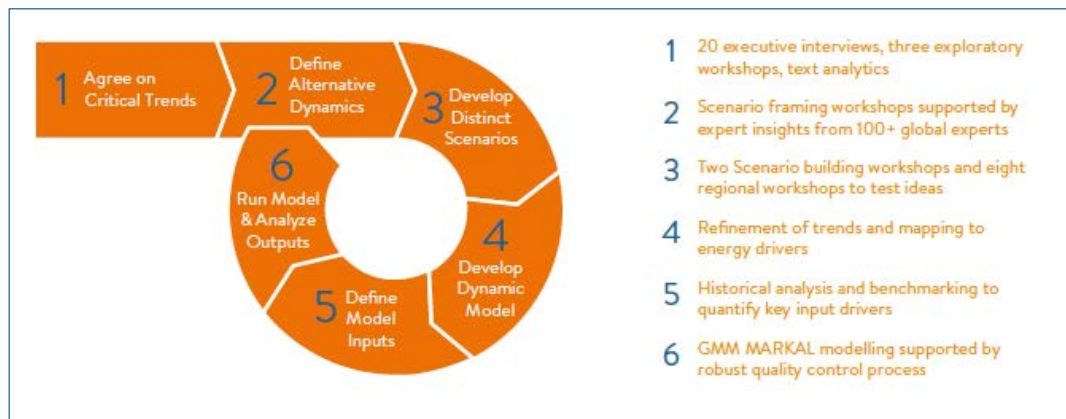 1 Agree on
Critical Trends
2 Define
Alternative
Dynamics
3 Develop
Distinct
Scenarios
4
Develop
Dynamic
Model
5 Define
Model
Inputs
6
Run Model
& Analyze
Outputs
1 20 executive interviews, three exploratory
workshops, text analytics
2 Scenario framing workshops supported by
expert insights from 100+ global experts
3 Two Scenario building workshops and eight
regional workshops to test ideas
4 Refinement of trends and mapping to
energy drivers
5 Historical analysis and benchmarking to
quantify key input drivers
6 GMM MARKAL modelling supported by
robust quality control process